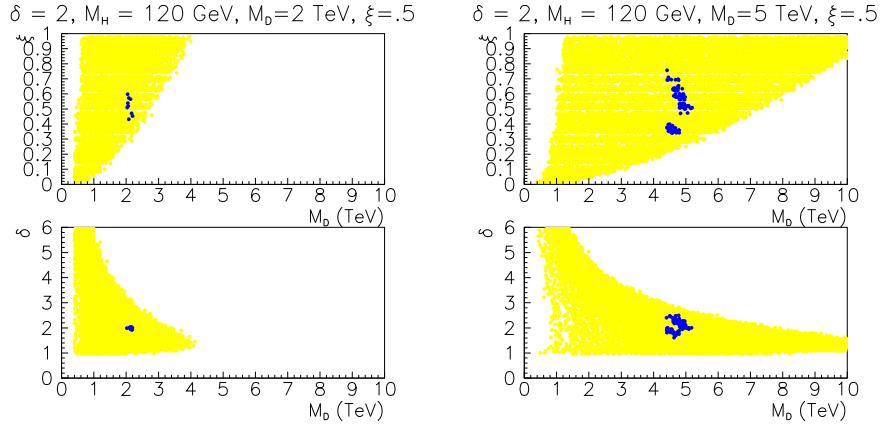 δ = 2, M_H = 120 GeV, M_D=2 TeV, ξ=.5
ξ
1
0.9
0.8
0.7
0.6
0.5
0.4
0.3
0.2
0.1
0
0 1 2 3 4 5 6 7 8 9 10
M_D (TeV)
δ
6
5
4
3
2
1
0
0 1 2 3 4 5 6 7 8 9 10
M_D (TeV)
δ = 2, M_H = 120 GeV, M_D=5 TeV, ξ=.5
ξ
1
0.9
0.8
0.7
0.6
0.5
0.4
0.3
0.2
0.1
0
0 1 2 3 4 5 6 7 8 9 10
M_D (TeV)
δ
6
5
4
3
2
1
0
0 1 2 3 4 5 6 7 8 9 10
M_D (TeV)